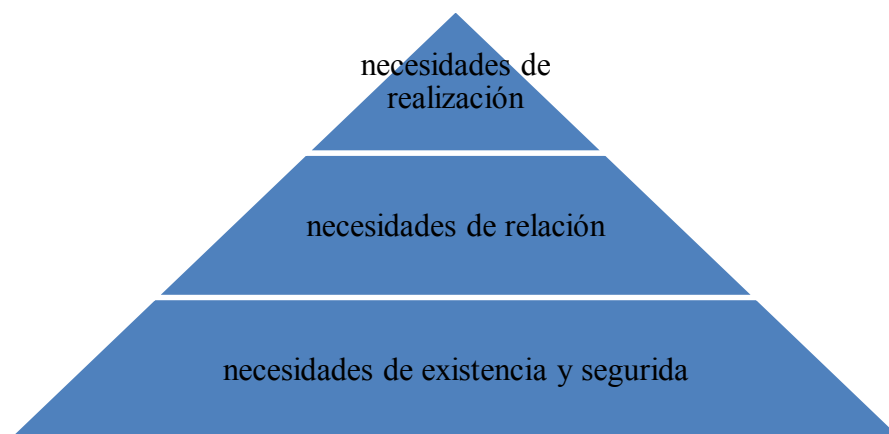 necesidades de
realización
necesidades de relación
necesidades de existencia y segurida